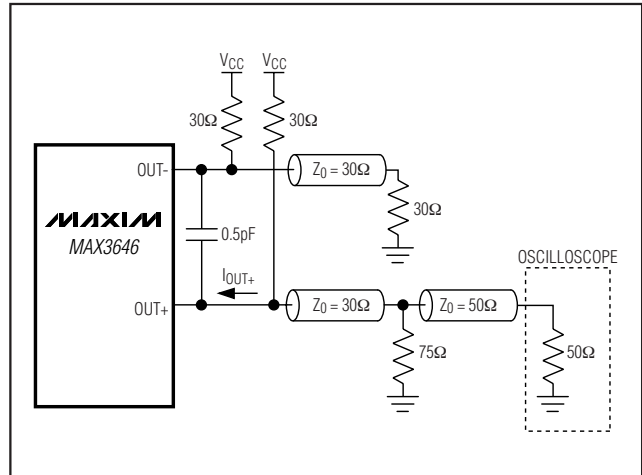 VCC VCC
30Ω 30Ω
OUT- Z0 = 30Ω
30Ω
MAXIM
MAX3646
0.5pF
OSCILLOSCOPE
IOUT+
OUT+ Z0 = 30Ω Z0 = 50Ω
75Ω 50Ω